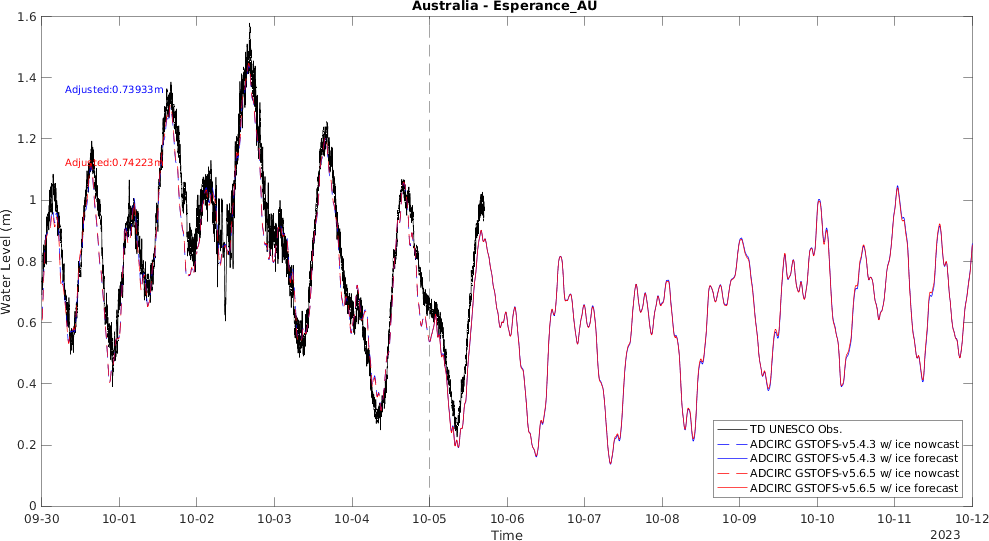 Australia - Esperance_AU
1.6
1.4
1.2
1
0.8
0.6
0.4
0.2
0
Water Level (m)
Adjusted:0.73933m
Adjusted:0.74223m
TD UNESCO Obs.
ADCIRC GSTOFS-v5.4.3 w/ ice nowcast
ADCIRC GSTOFS-v5.4.3 w/ ice forecast
ADCIRC GSTOFS-v5.6.5 w/ ice nowcast
ADCIRC GSTOFS-v5.6.5 w/ ice forecast
09-30 10-01 10-02 10-03 10-04 10-05 10-06 10-07 10-08 10-09 10-10 10-11 10-12
Time
2023